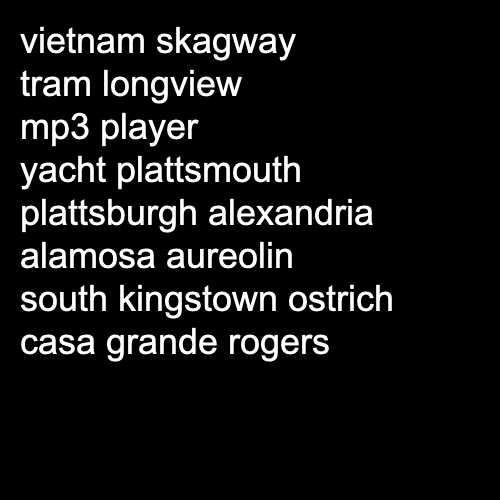 vietnam skagway
tram longview
mp3 player
yacht plattsmouth
plattsburgh alexandria
alamosa aureolin
south kingstown ostrich
casa grande rogers